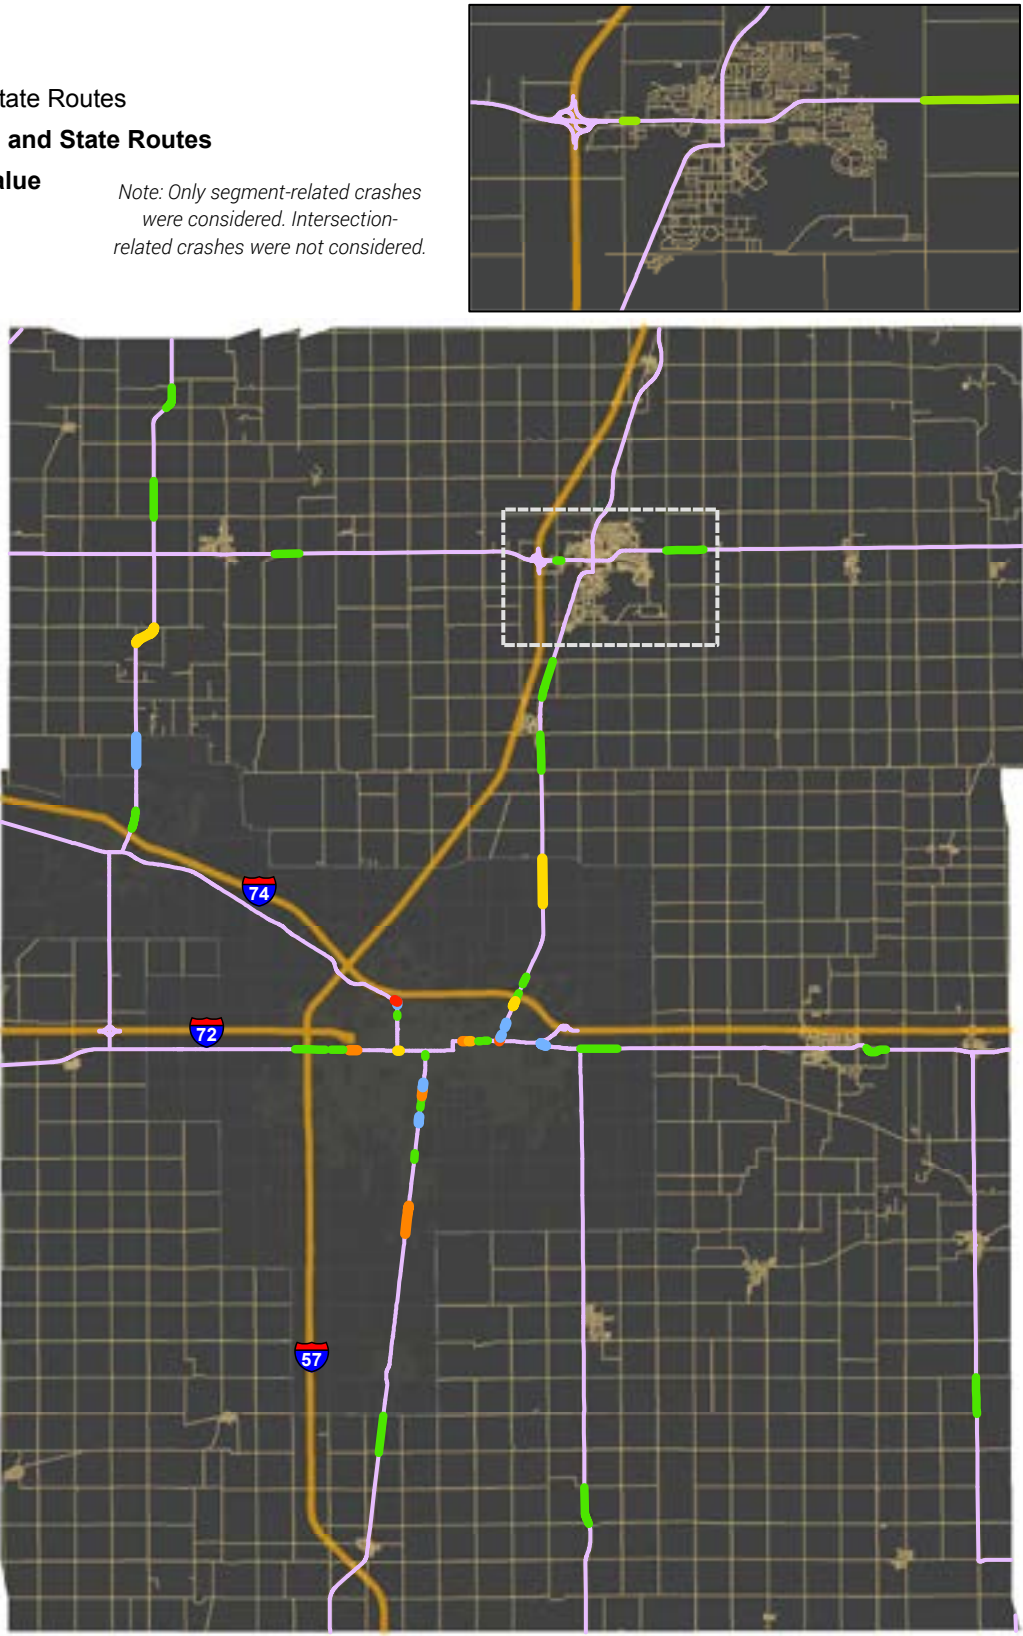 tate Routes
and State Routes
alue
Note: Only segment-related crashes
were considered. Intersection-
related crashes were not considered.
74
72
57